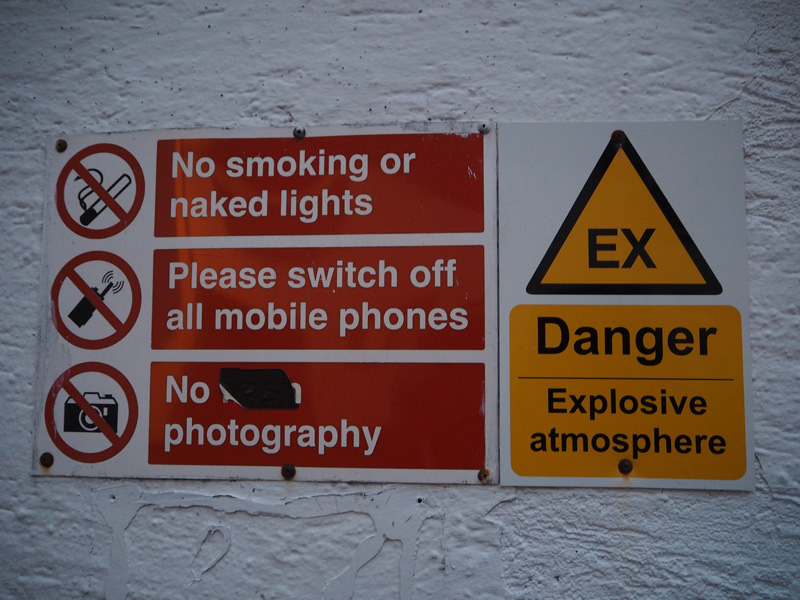 No smoking or
naked lights
Please switch off
all mobile phones
No
photography
EX
Danger
Explosive
atmosphere